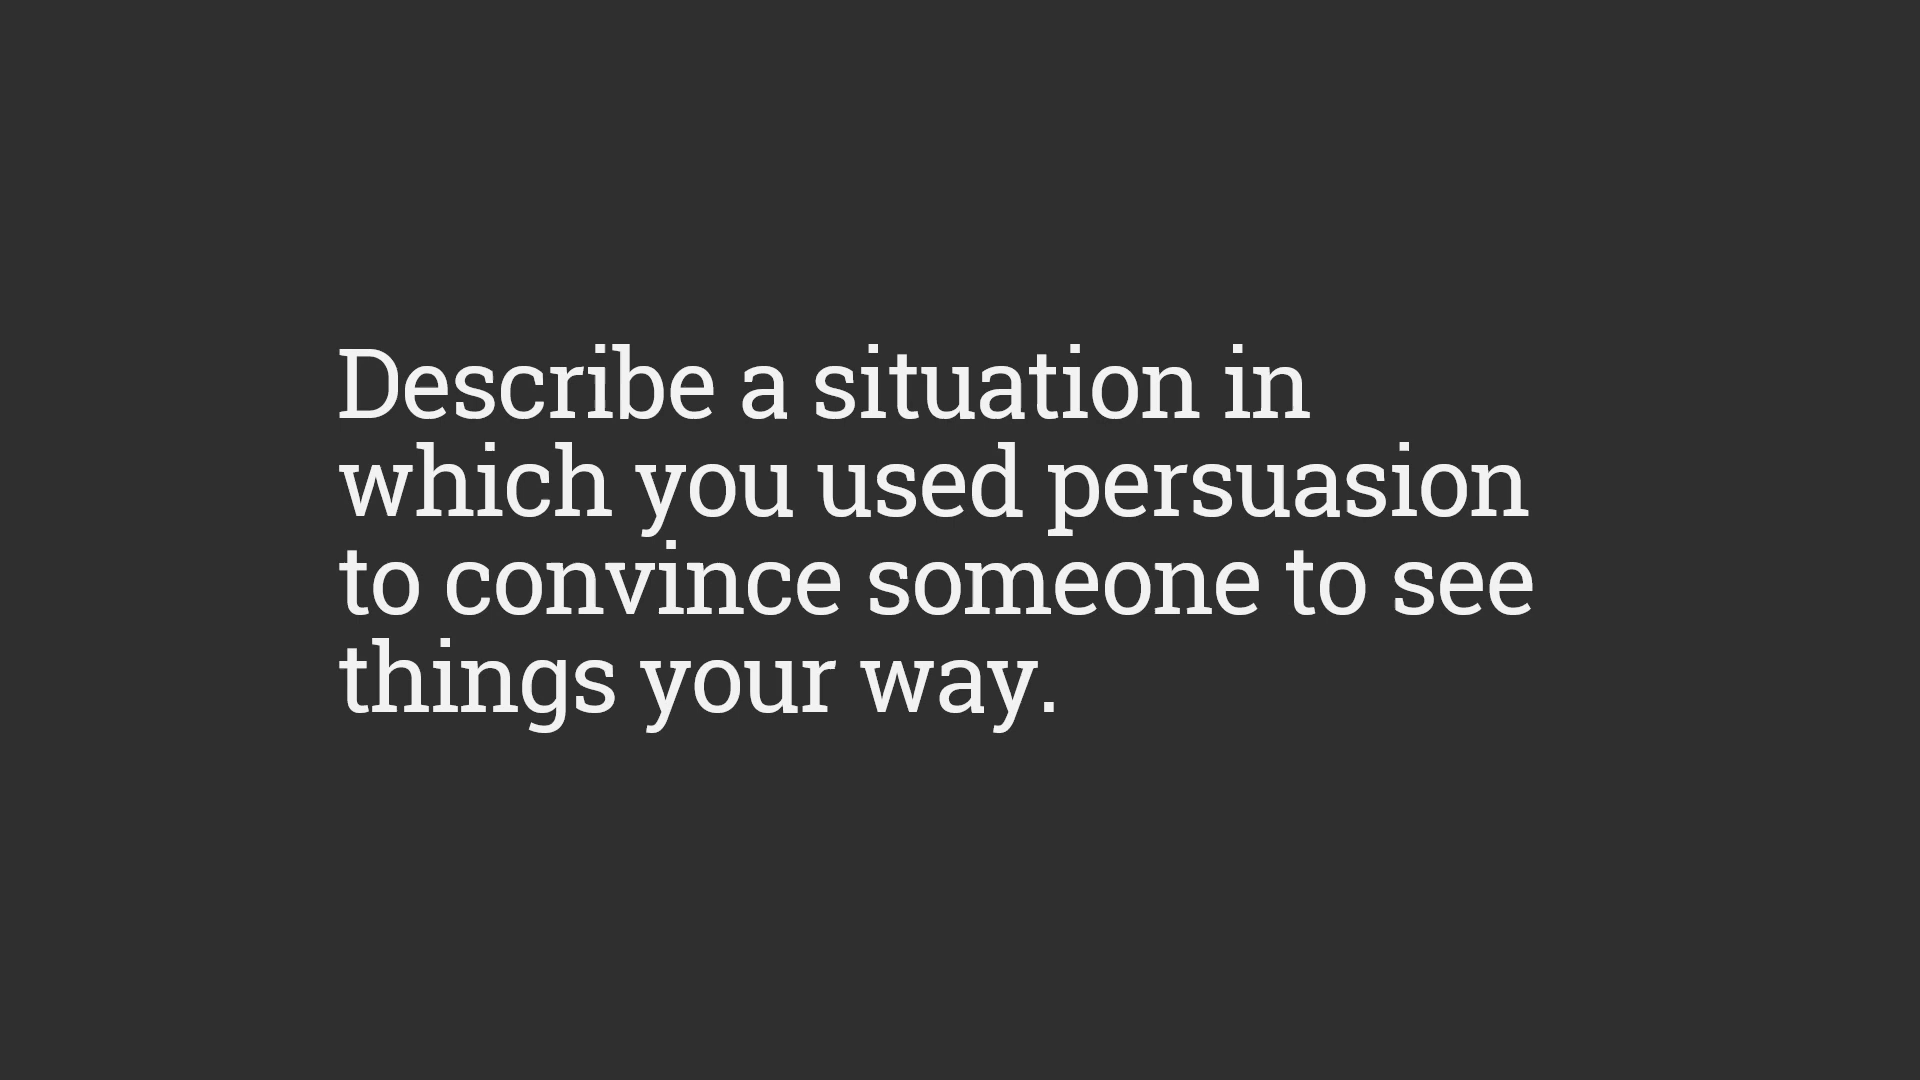 Describe a situation in
which you used persuasion
to convince someone to see
things your way.